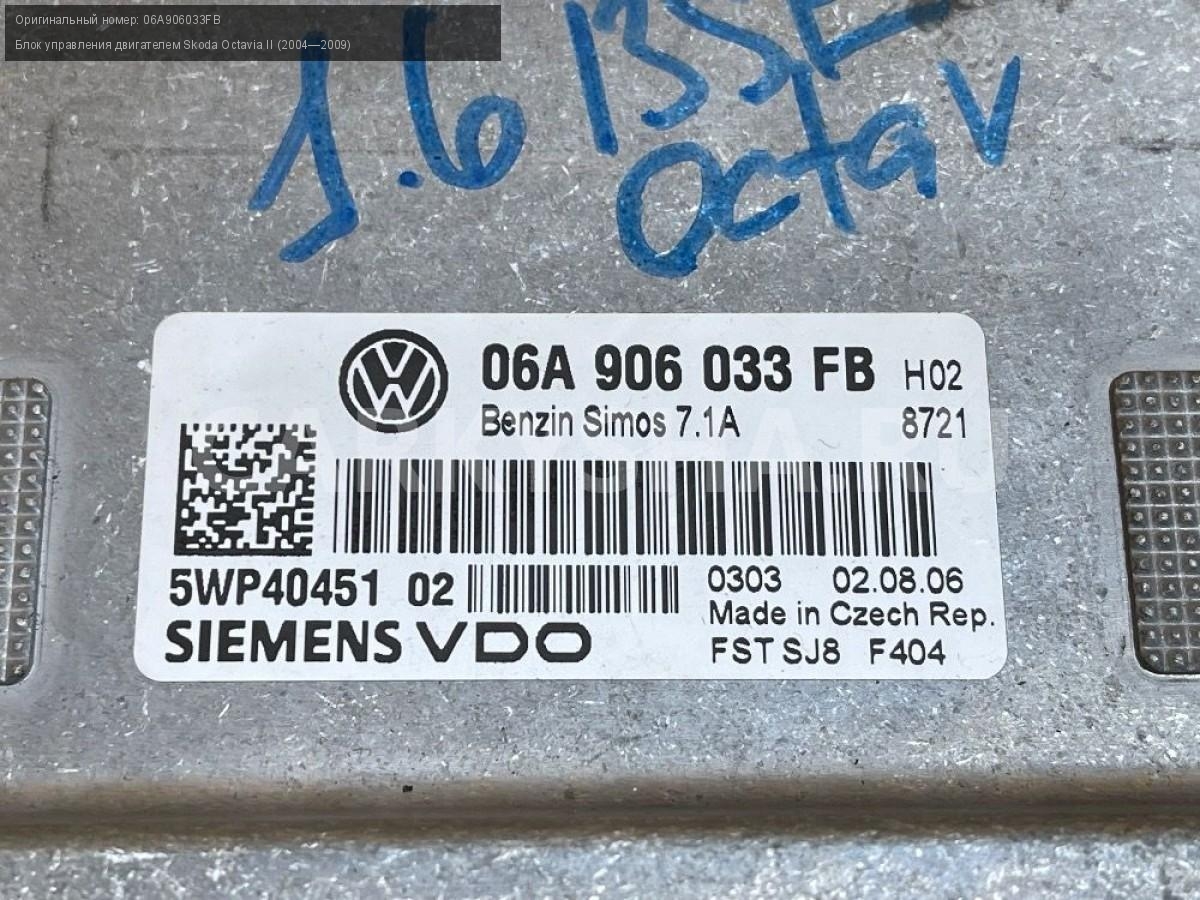 Оригинальный номер: 06A906033FB
Блок управления двигателем Skoda Octavia II (2004—2009)
1.6 BSE
OctaV
06A 906 033 FB H02
Benzin Simos 7.1A 8721
CARKYSHA.RU
5WP40451 02 0303 02.08.06
Made in Czech Rep.
SIEMENS VDO FST SJ8 F404